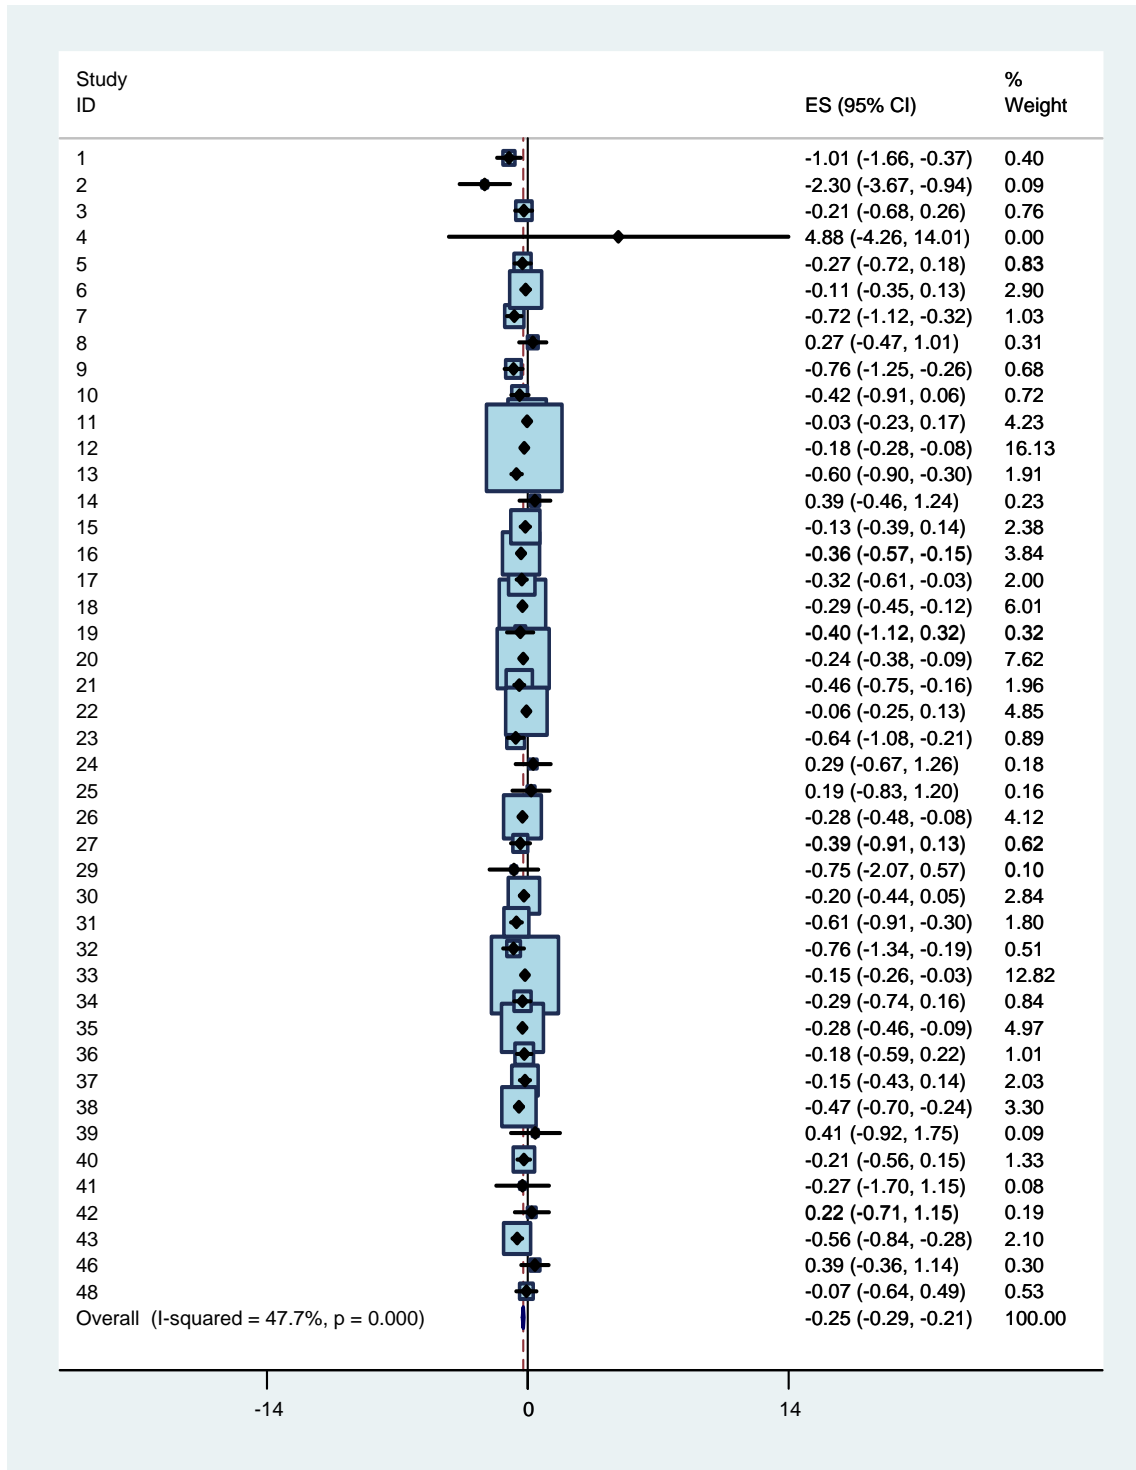 Study %
ID ES (95% CI) Weight
1 -1.01 (-1.66, -0.37) 0.40
2 -2.30 (-3.67, -0.94) 0.09
3 -0.21 (-0.68, 0.26) 0.76
4 4.88 (-4.26, 14.01) 0.00
5 -0.27 (-0.72, 0.18) 0.83
6 -0.11 (-0.35, 0.13) 2.90
7 -0.72 (-1.12, -0.32) 1.03
8 0.27 (-0.47, 1.01) 0.31
9 -0.76 (-1.25, -0.26) 0.68
10 -0.42 (-0.91, 0.06) 0.72
11 -0.03 (-0.23, 0.17) 4.23
12 -0.18 (-0.28, -0.08) 16.13
13 -0.60 (-0.90, -0.30) 1.91
14 0.39 (-0.46, 1.24) 0.23
15 -0.13 (-0.39, 0.14) 2.38
16 -0.36 (-0.57, -0.15) 3.84
17 -0.32 (-0.61, -0.03) 2.00
18 -0.29 (-0.45, -0.12) 6.01
19 -0.40 (-1.12, 0.32) 0.32
20 -0.24 (-0.38, -0.09) 7.62
21 -0.46 (-0.75, -0.16) 1.96
22 -0.06 (-0.25, 0.13) 4.85
23 -0.64 (-1.08, -0.21) 0.89
24 0.29 (-0.67, 1.26) 0.18
25 0.19 (-0.83, 1.20) 0.16
26 -0.28 (-0.48, -0.08) 4.12
27 -0.39 (-0.91, 0.13) 0.62
29 -0.75 (-2.07, 0.57) 0.10
30 -0.20 (-0.44, 0.05) 2.84
31 -0.61 (-0.91, -0.30) 1.80
32 -0.76 (-1.34, -0.19) 0.51
33 -0.15 (-0.26, -0.03) 12.82
34 -0.29 (-0.74, 0.16) 0.84
35 -0.28 (-0.46, -0.09) 4.97
36 -0.18 (-0.59, 0.22) 1.01
37 -0.15 (-0.43, 0.14) 2.03
38 -0.47 (-0.70, -0.24) 3.30
39 0.41 (-0.92, 1.75) 0.09
40 -0.21 (-0.56, 0.15) 1.33
41 -0.27 (-1.70, 1.15) 0.08
42 0.22 (-0.71, 1.15) 0.19
43 -0.56 (-0.84, -0.28) 2.10
46 0.39 (-0.36, 1.14) 0.30
48 -0.07 (-0.64, 0.49) 0.53
Overall (I-squared = 47.7%, p = 0.000) -0.25 (-0.29, -0.21) 100.00
-14 0 14